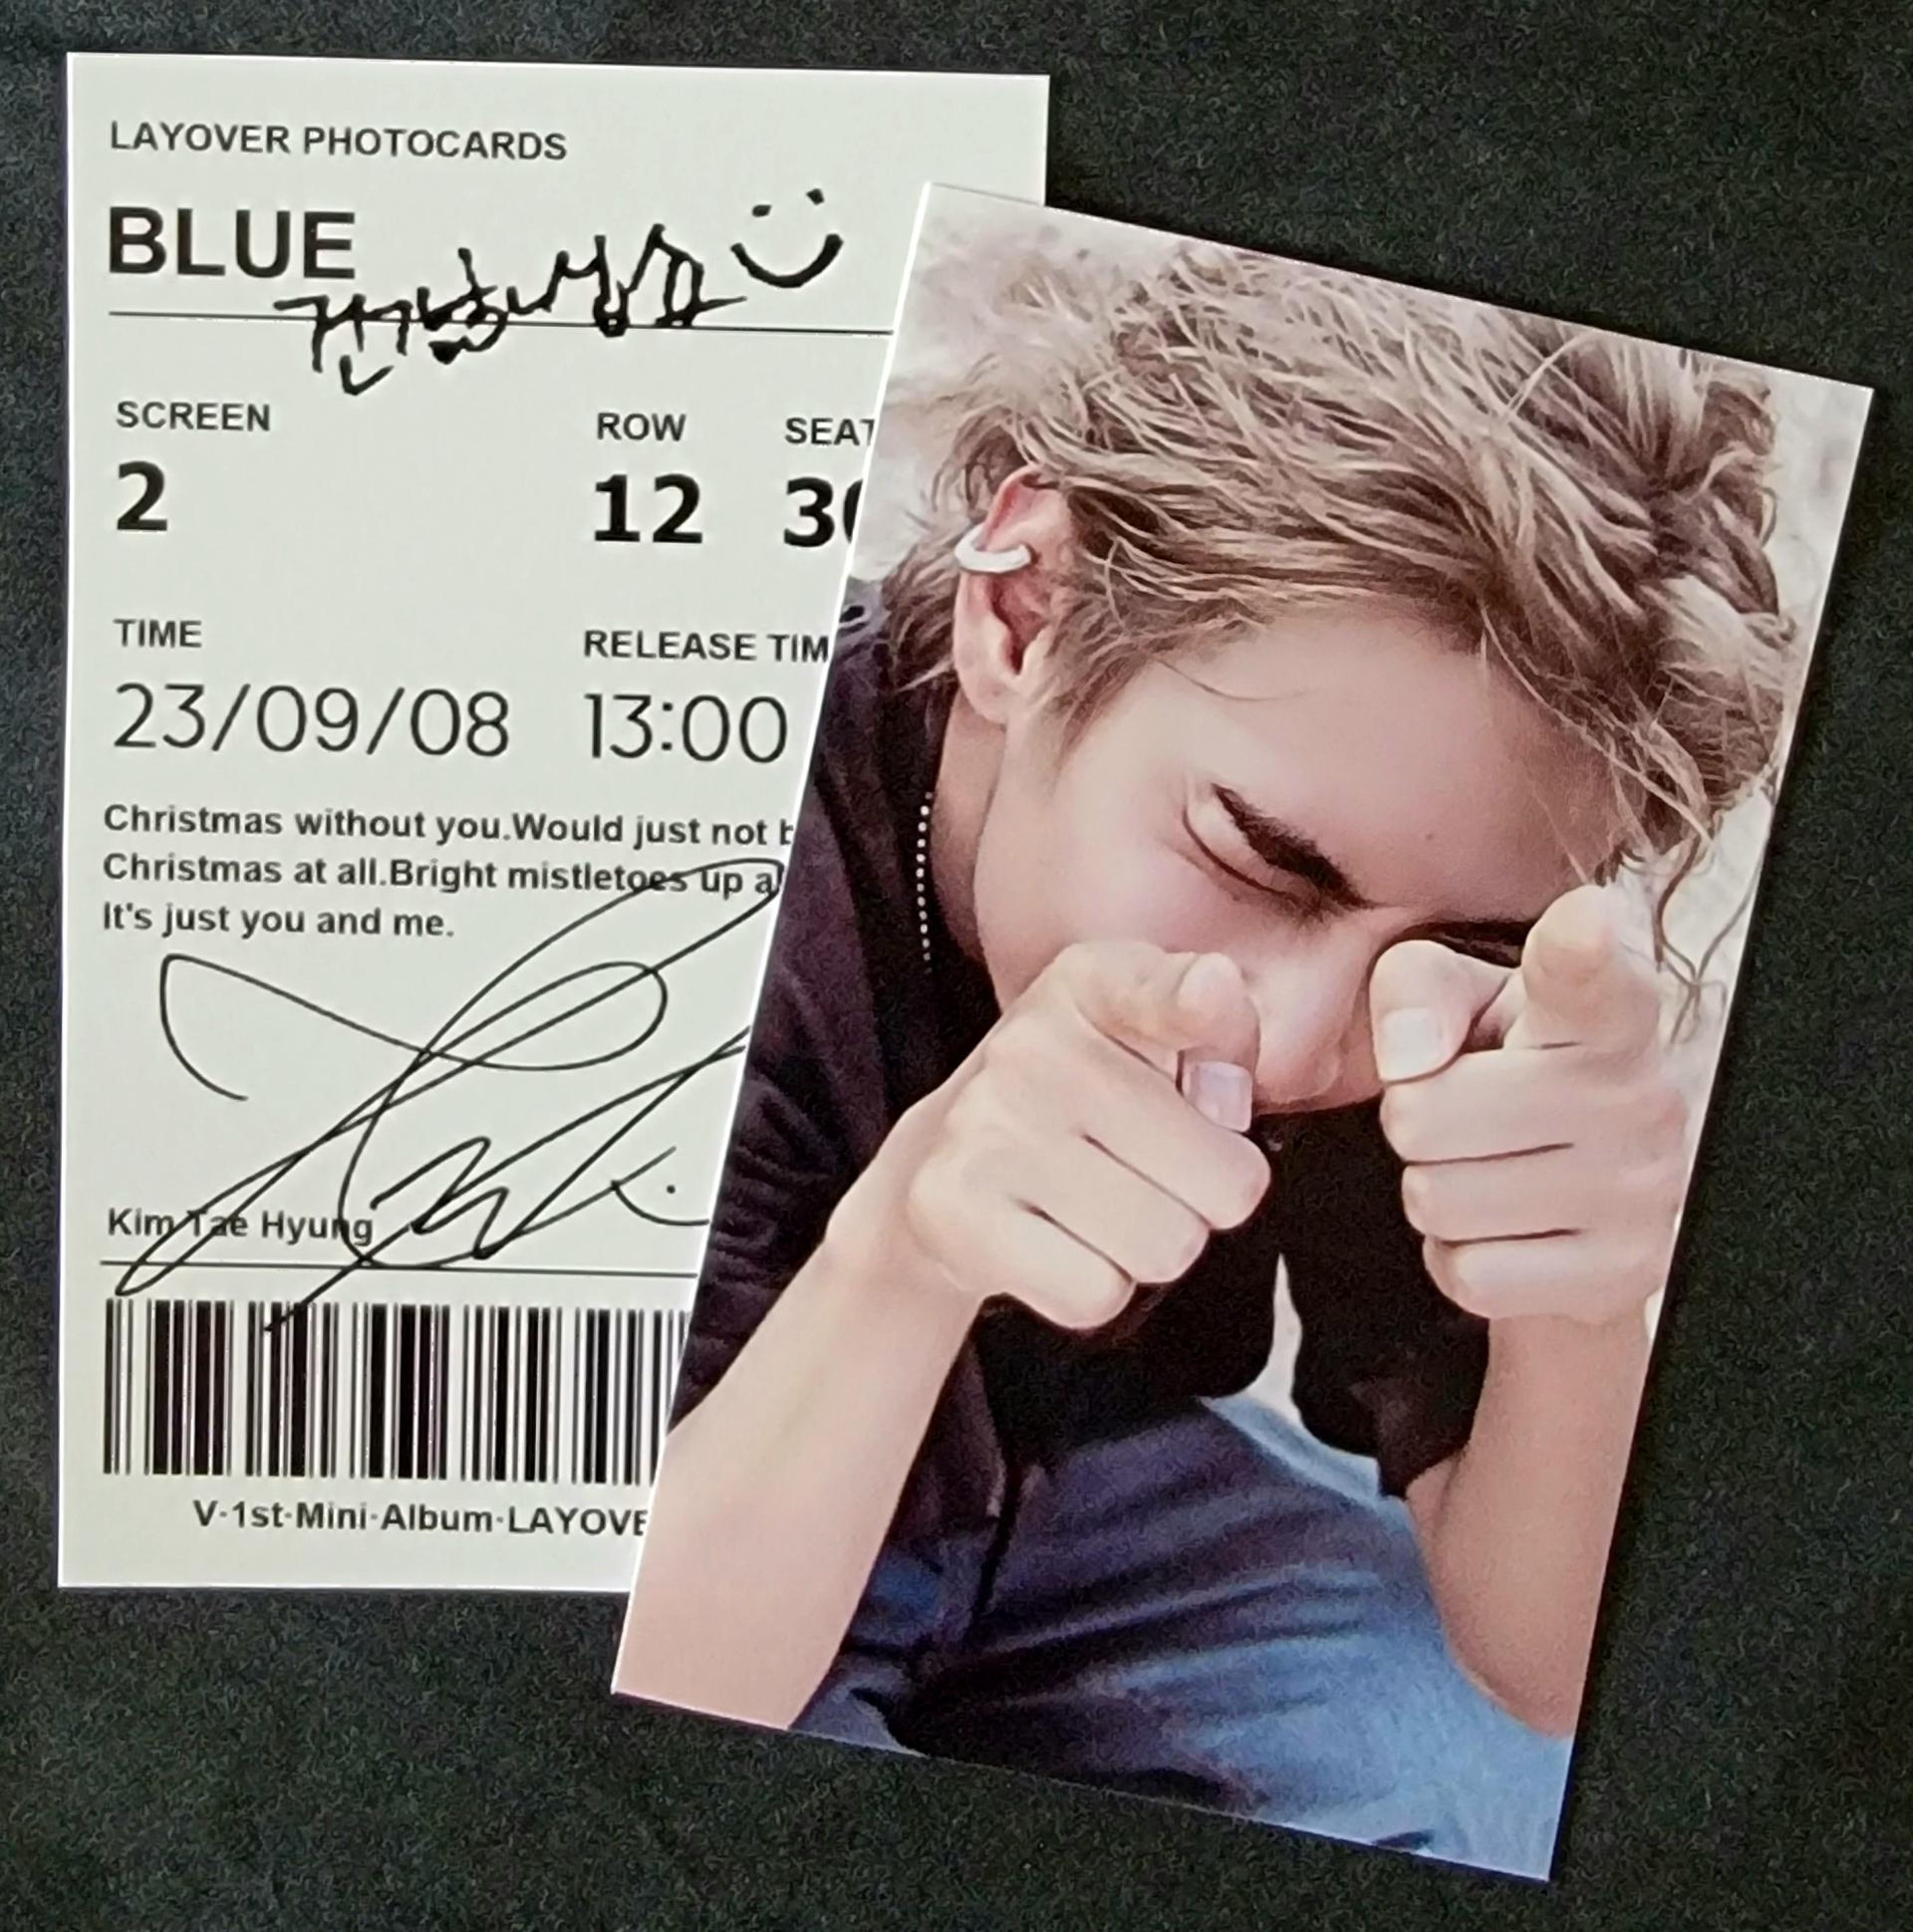 LAYOVER PHOTOCARDS
BLUE
SCREEN ROW SEAT
2 12 30
TIME RELEASE TIM
23/09/08 13:00
Christmas without you.Would just not b
Christmas at all.Bright mistletoes up a
It's just you and me.
Kim Tae Hyung
V·1st·Mini·Album·LAYOVE